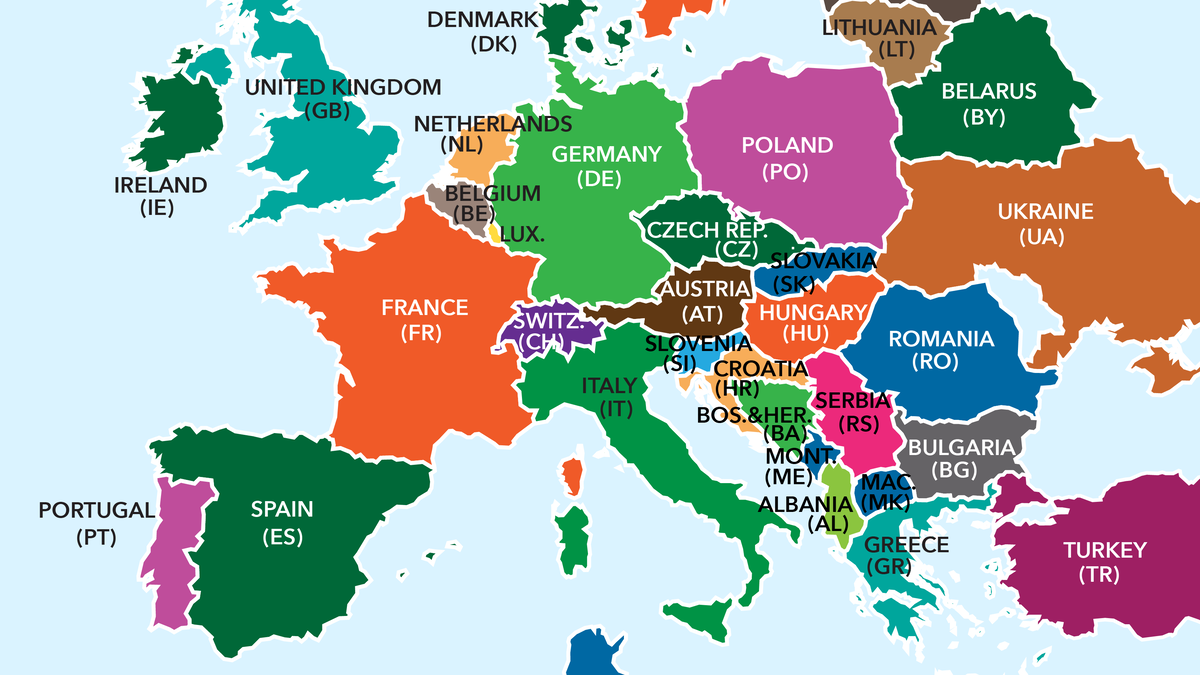 DENMARK
(DK)
LITHUANIA
(LT)
UNITED KINGDOM
(GB)
BELARUS
(BY)
NETHERLANDS
(NL)
GERMANY
(DE)
POLAND
(PO)
IRELAND
(IE)
BELGIUM
(BE)
LUX.
UKRAINE
(UA)
CZECH REP.
(CZ)
SLOVAKIA
(SK)
AUSTRIA
(AT)
FRANCE
(FR)
SWITZ.
(CH)
HUNGARY
(HU)
ROMANIA
(RO)
SLOVENIA
(SI)
CROATIA
(HR)
ITALY
(IT)
BOS.&HER.
(BA)
SERBIA
(RS)
MONT.
(ME)
BULGARIA
(BG)
MAC.
(MK)
ALBANIA
(AL)
PORTUGAL
(PT)
SPAIN
(ES)
GREECE
(GR)
TURKEY
(TR)